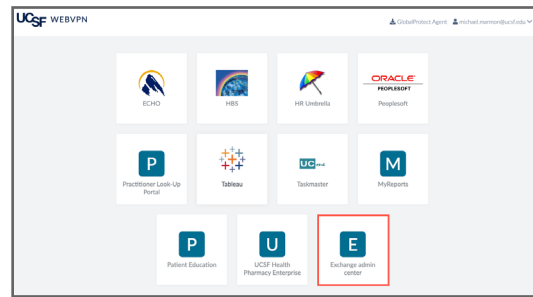 UCSF WEBVPN
GlobalProtect Agent michael.marmon@ucsf.edu
ECHO
HBS
HR Umbrella
ORACLE
PEOPLESOFT
Peoplesoft
P
Practitioner Look-Up
Portal
Tableau
UC
Taskmaster
M
MyReports
P
Patient Education
U
UCSF Health
Pharmacy Enterprise
E
Exchange admin
center